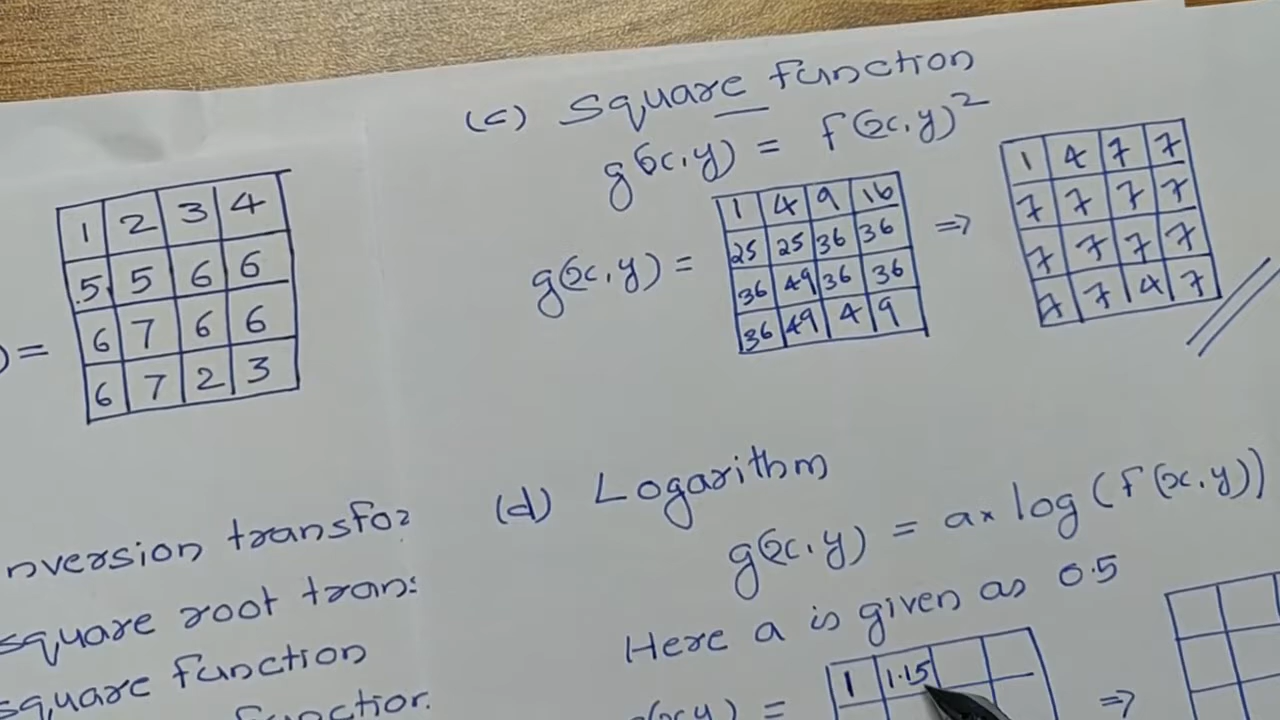 (c) Square function
g(x,y) = f(x,y)²
1 4 7 7
7 7 7 7
7 7 7 7
7 7 4 7
g(x,y) =
1 4 9 16
25 25 36 36
36 49 36 36
36 49 4 9
⇒
) =
1 2 3 4
5 5 6 6
6 7 6 6
6 7 2 3
(d) Logarithm
g(x,y) = a × log(f(x,y))
Here a is given as 0.5
1 1.15
=
⇒
nversion transfor
square root trans
square function
function.